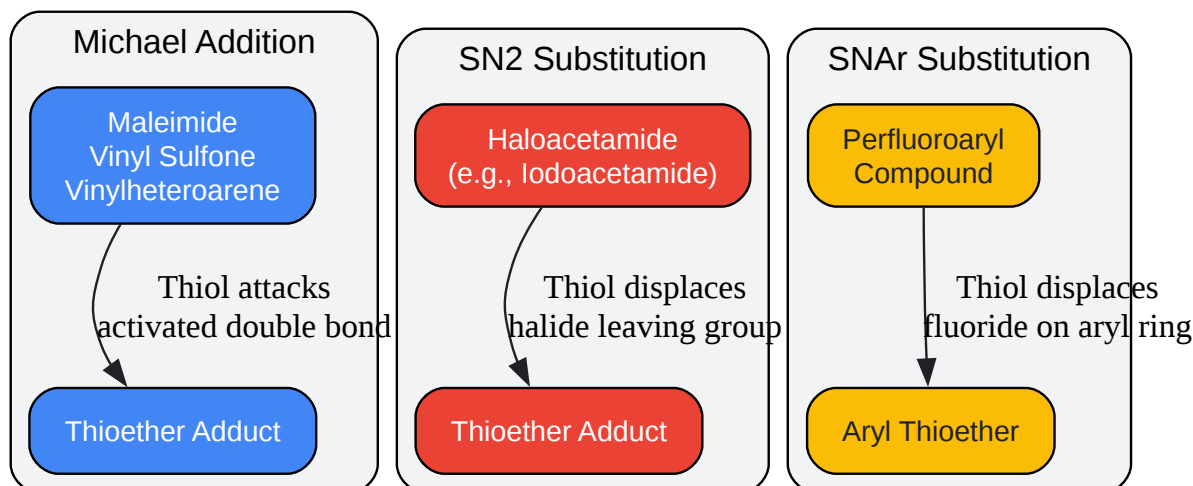 Michael Addition
Maleimide
Vinyl Sulfone
Vinylheteroarene
Thiol attacks
activated double bond
Thioether Adduct
SN2 Substitution
Haloacetamide
(e.g., Iodoacetamide)
Thiol displaces
halide leaving group
Thioether Adduct
SNAr Substitution
Perfluoroaryl
Compound
Thiol displaces
fluoride on aryl ring
Aryl Thioether